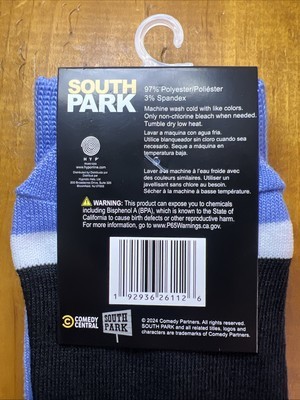 SOUTH
PARK
97% Polyester/Poliéster
3% Spandex
Machine wash cold with like colors.
Only non-chlorine bleach when needed.
Tumble dry low heat.
Lavar a maquina con agua fria.
Utilice blanqueador sin cloro cuando sea
necesario. Seque a máquina en
temperatura baja.
Lavar à la machine à l'eau froide avec
des couleurs similaires. Utiliser un
javellisant sans chlore au besoin.
Sécher à la machine à basse température.
HYP
www.hypnine.com
WARNING: This product can expose you to chemicals
including Bisphenol A (BPA), which is known to the State of
California to cause birth defects or other reproductive harm.
For more information go to www.P65Warnings.ca.gov.
1 92936 26112 6
COMEDY
CENTRAL
SOUTH
PARK
© 2024 Comedy Partners. All rights reserved.
SOUTH PARK and all related titles, logos and
characters are trademarks of Comedy Partners.